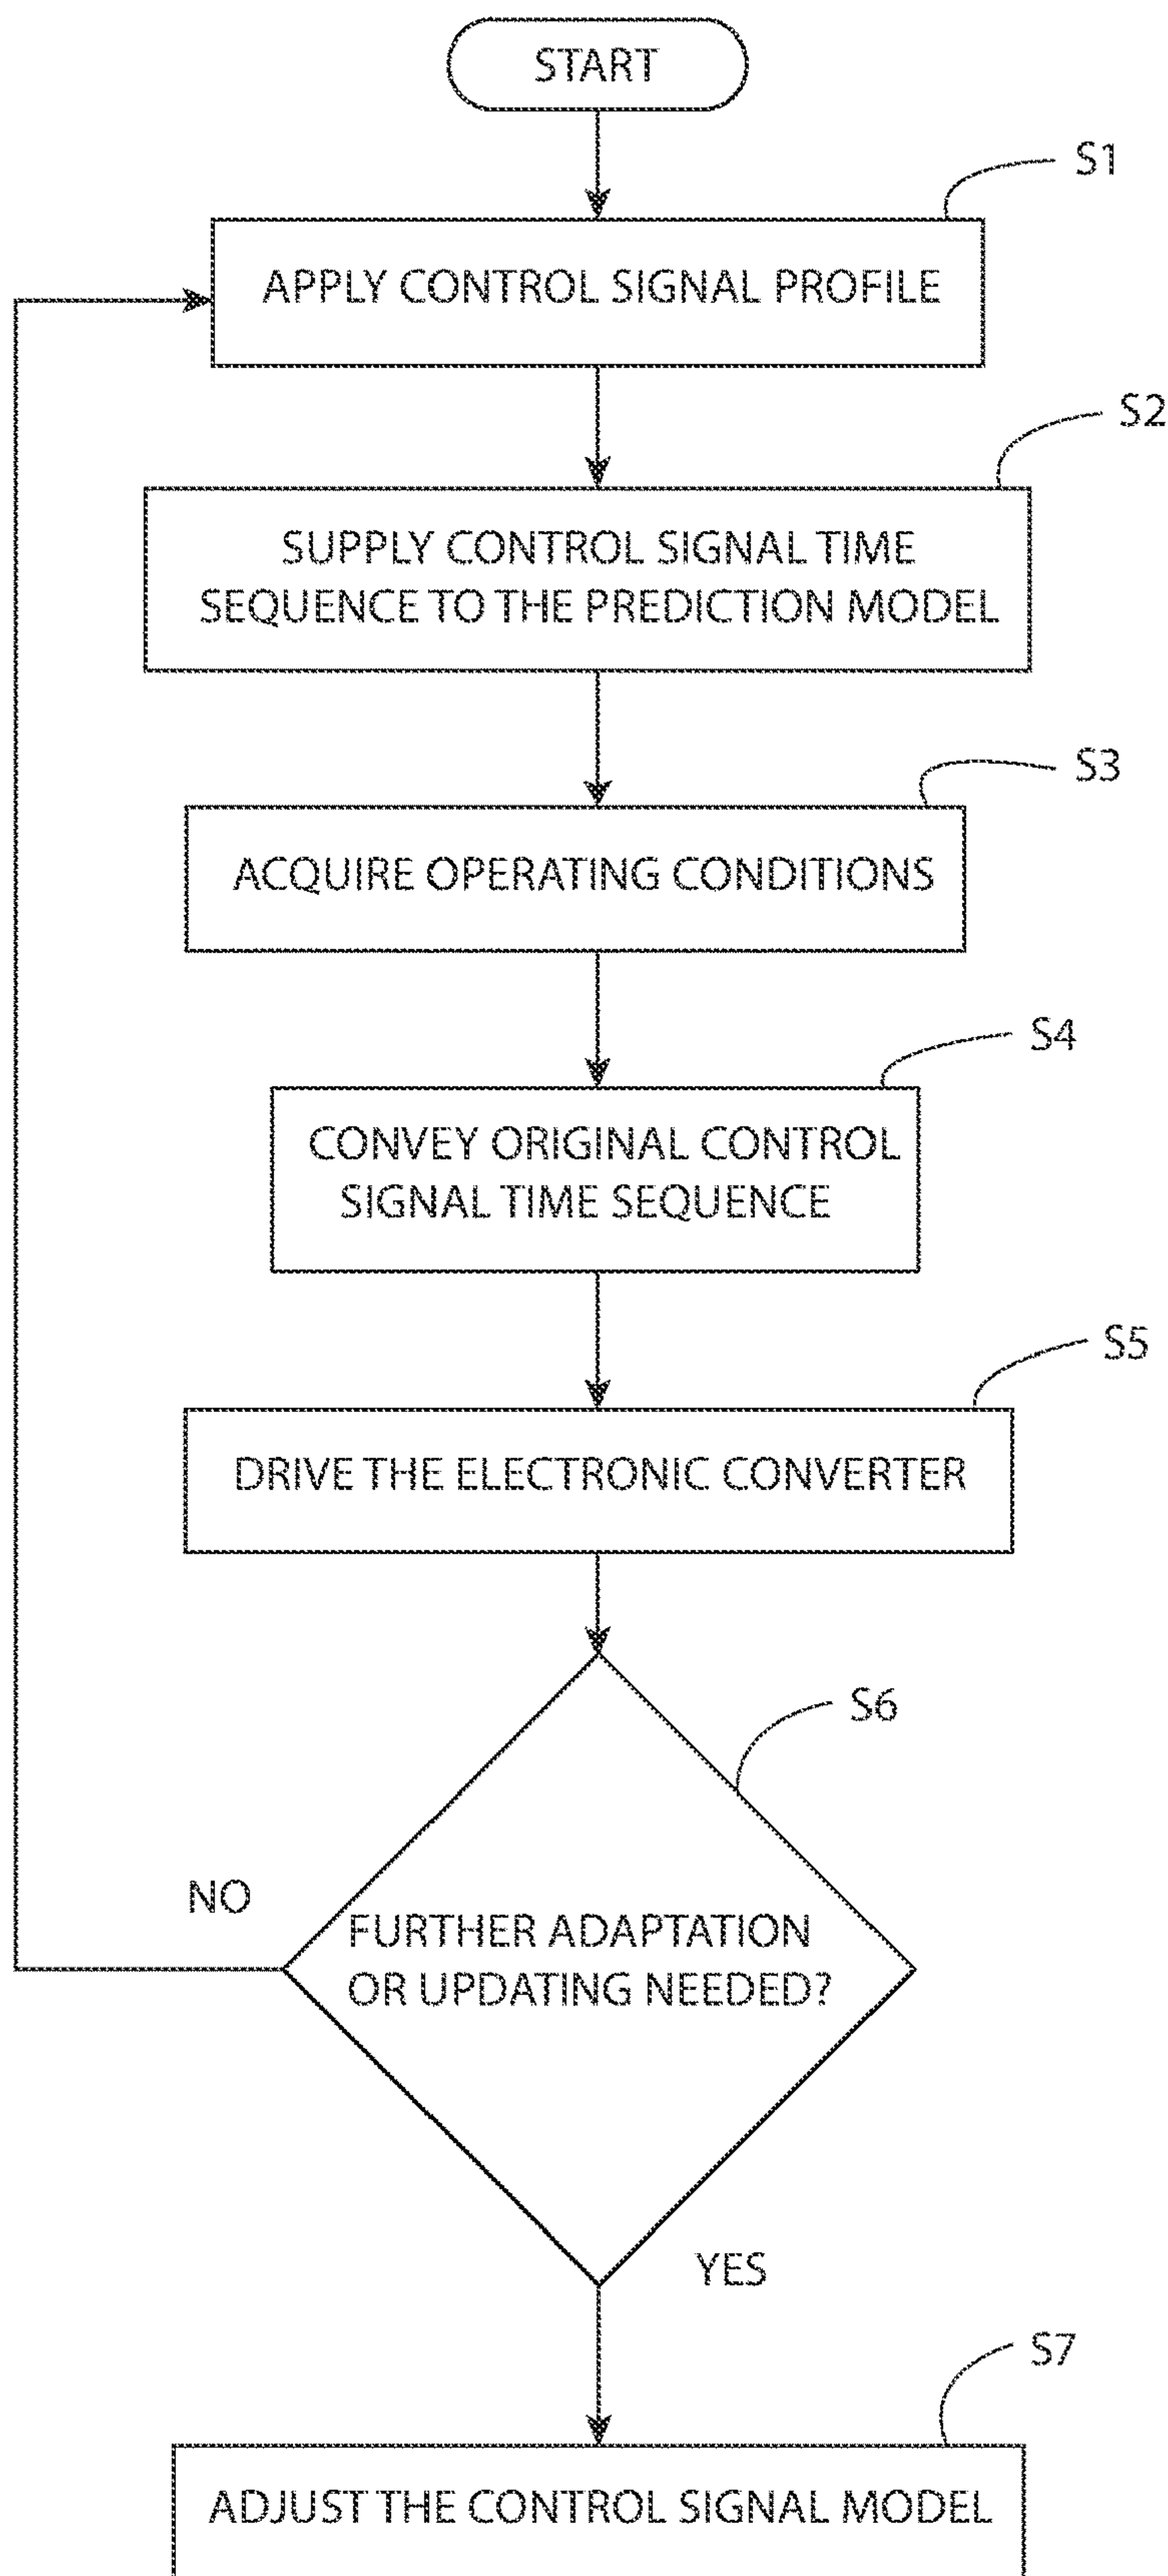 START
S1
APPLY CONTROL SIGNAL PROFILE
S2
SUPPLY CONTROL SIGNAL TIME
SEQUENCE TO THE PREDICTION MODEL
S3
ACQUIRE OPERATING CONDITIONS
S4
CONVEY ORIGINAL CONTROL
SIGNAL TIME SEQUENCE
S5
DRIVE THE ELECTRONIC CONVERTER
S6
NO
FURTHER ADAPTATION
OR UPDATING NEEDED?
YES
S7
ADJUST THE CONTROL SIGNAL MODEL